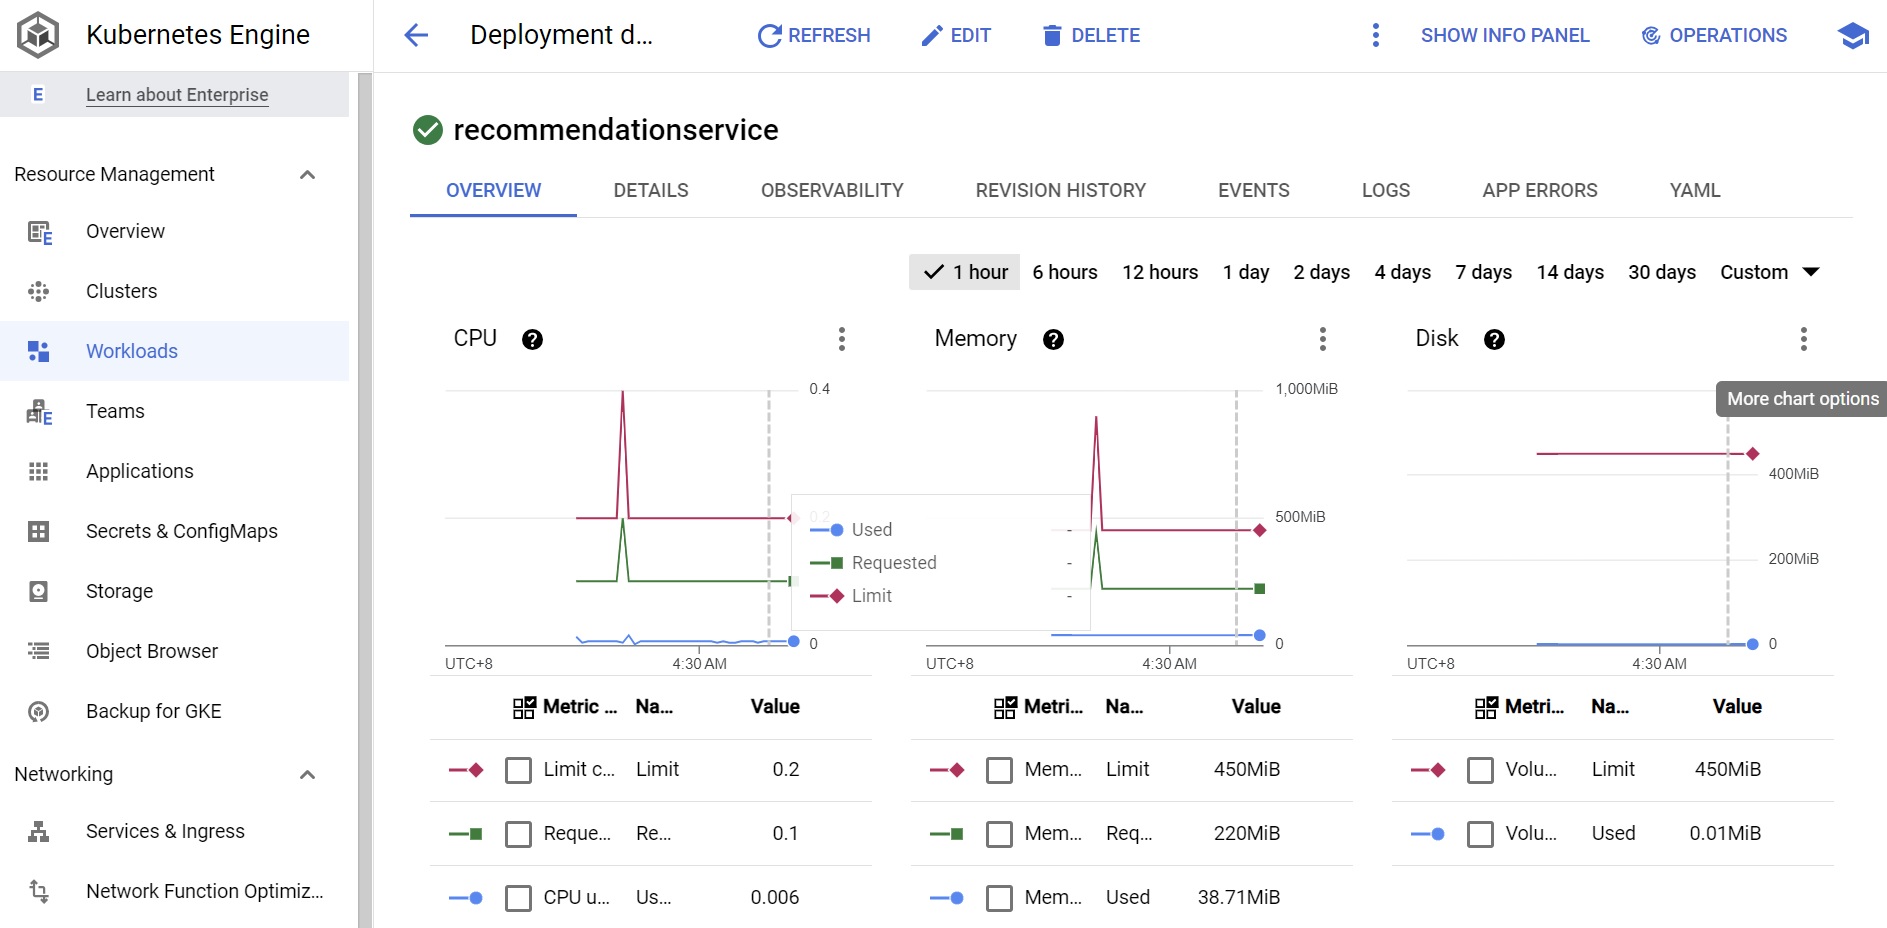 Kubernetes Engine
Deployment d...
REFRESH
EDIT
DELETE
SHOW INFO PANEL
OPERATIONS
E
Learn about Enterprise
Resource Management
Overview
Clusters
Workloads
Teams
Applications
Secrets & ConfigMaps
Storage
Object Browser
Backup for GKE
Networking
Services & Ingress
Network Function Optimiz...
recommendationservice
OVERVIEW DETAILS OBSERVABILITY REVISION HISTORY EVENTS LOGS APP ERRORS YAML
1 hour 6 hours 12 hours 1 day 2 days 4 days 7 days 14 days 30 days Custom
CPU
0.4
0.2
0
UTC+8 4:30 AM
Used -
Requested -
Limit -
Metric ... Na... Value
Limit c... Limit 0.2
Reque... Re... 0.1
CPU u... Us... 0.006
Memory
1,000MiB
500MiB
0
UTC+8 4:30 AM
Metri... Na... Value
Mem... Limit 450MiB
Mem... Req... 220MiB
Mem... Used 38.71MiB
Disk
More chart options
400MiB
200MiB
0
UTC+8 4:30 AM
Metri... Na... Value
Volu... Limit 450MiB
Volu... Used 0.01MiB